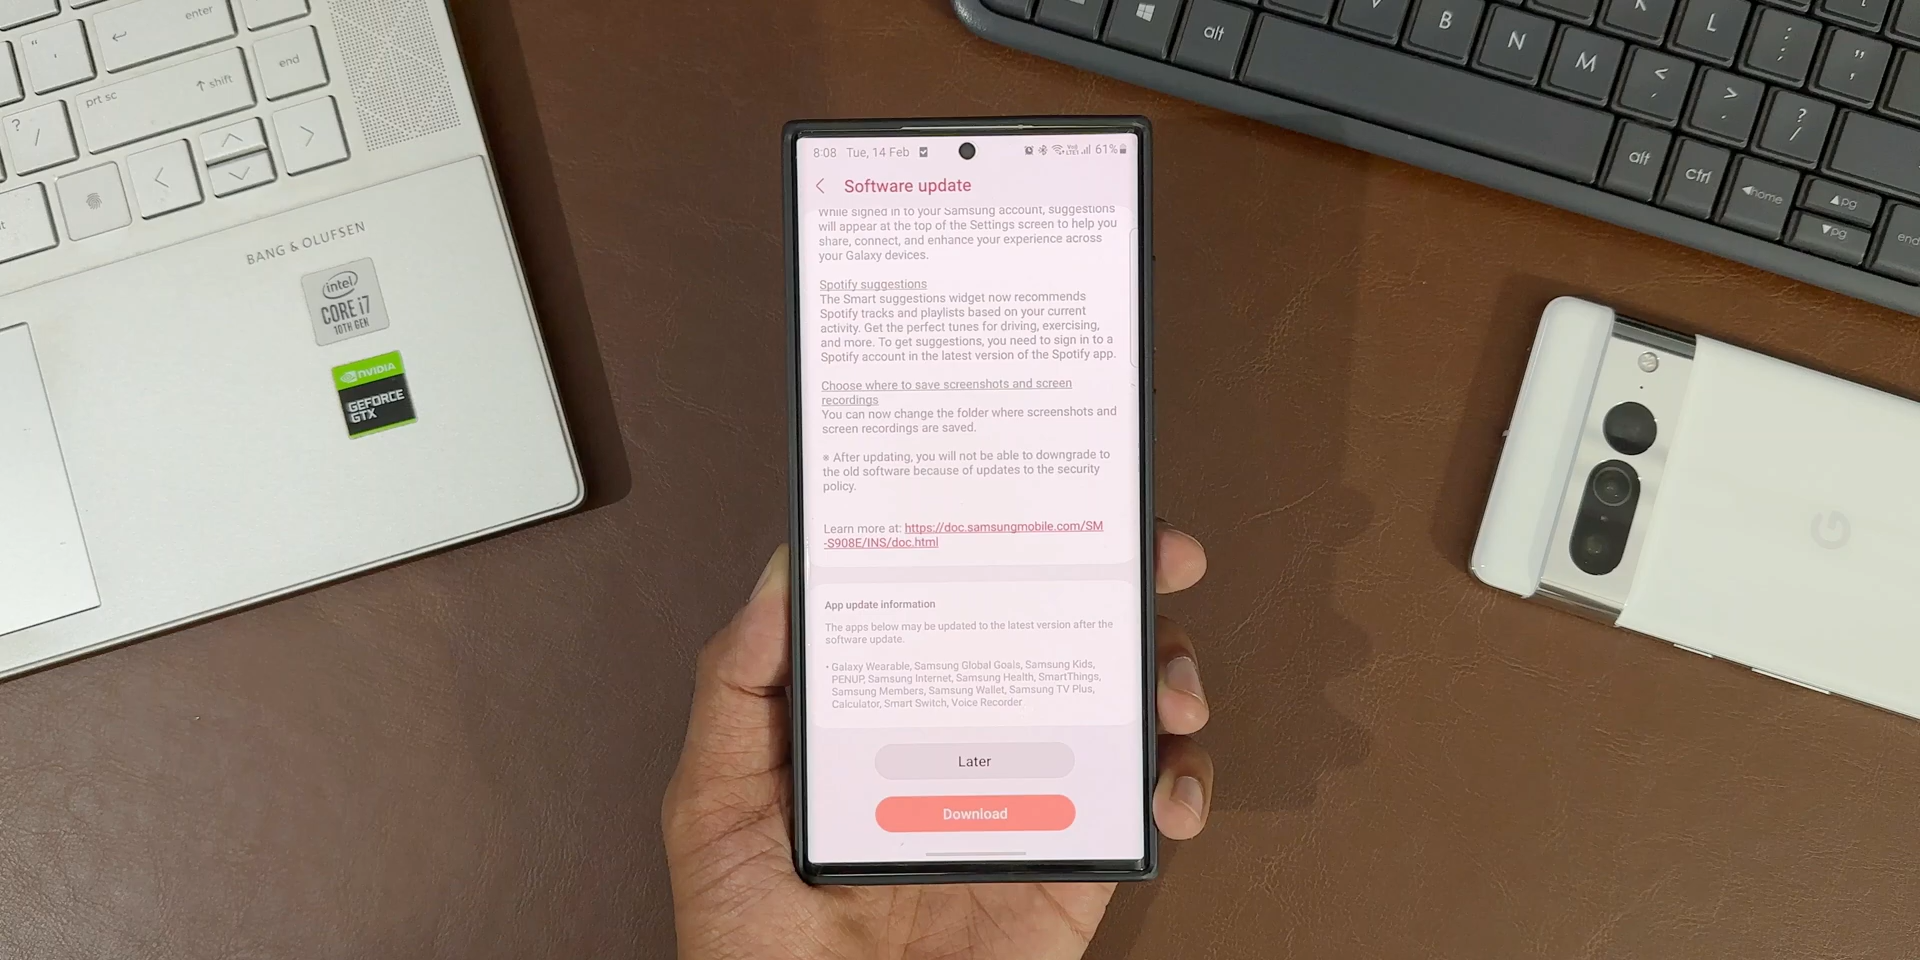 enter
end
shift
prt sc
?
/
BANG & OLUFSEN
intel
CORE i7
10TH GEN
NVIDIA
GEFORCE
GTX
alt
B
N
M
K
L
<
,
>
.
?
/
:
;
"
'
alt
ctrl
home
pg
pg
end
8:08 Tue, 14 Feb
61%
Software update
While signed in to your Samsung account, suggestions
will appear at the top of the Settings screen to help you
share, connect, and enhance your experience across
your Galaxy devices.
Spotify suggestions
The Smart suggestions widget now recommends
Spotify tracks and playlists based on your current
activity. Get the perfect tunes for driving, exercising,
and more. To get suggestions, you need to sign in to a
Spotify account in the latest version of the Spotify app.
Choose where to save screenshots and screen
recordings
You can now change the folder where screenshots and
screen recordings are saved.
※ After updating, you will not be able to downgrade to
the old software because of updates to the security
policy.
Learn more at: https://doc.samsungmobile.com/SM
-S908E/INS/doc.html
App update information
The apps below may be updated to the latest version after the
software update.
• Galaxy Wearable, Samsung Global Goals, Samsung Kids,
PENUP, Samsung Internet, Samsung Health, SmartThings,
Samsung Members, Samsung Wallet, Samsung TV Plus,
Calculator, Smart Switch, Voice Recorder
Later
Download
G